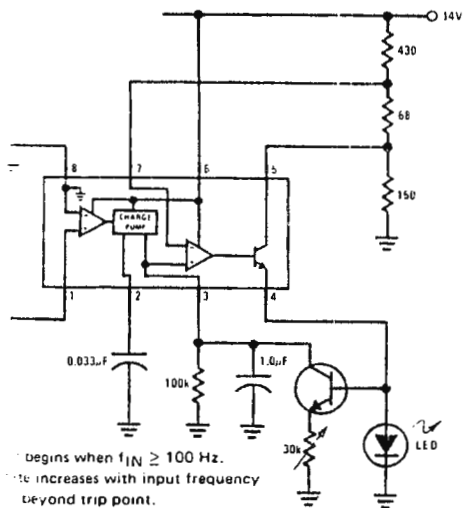 14V
430
68
8 7 6 5
150
CHARGE
PUMP
1 2 3 4
0.033µF
100k
1.0µF
30k
LED
begins when fIN ≥ 100 Hz.
increases with input frequency
beyond trip point.